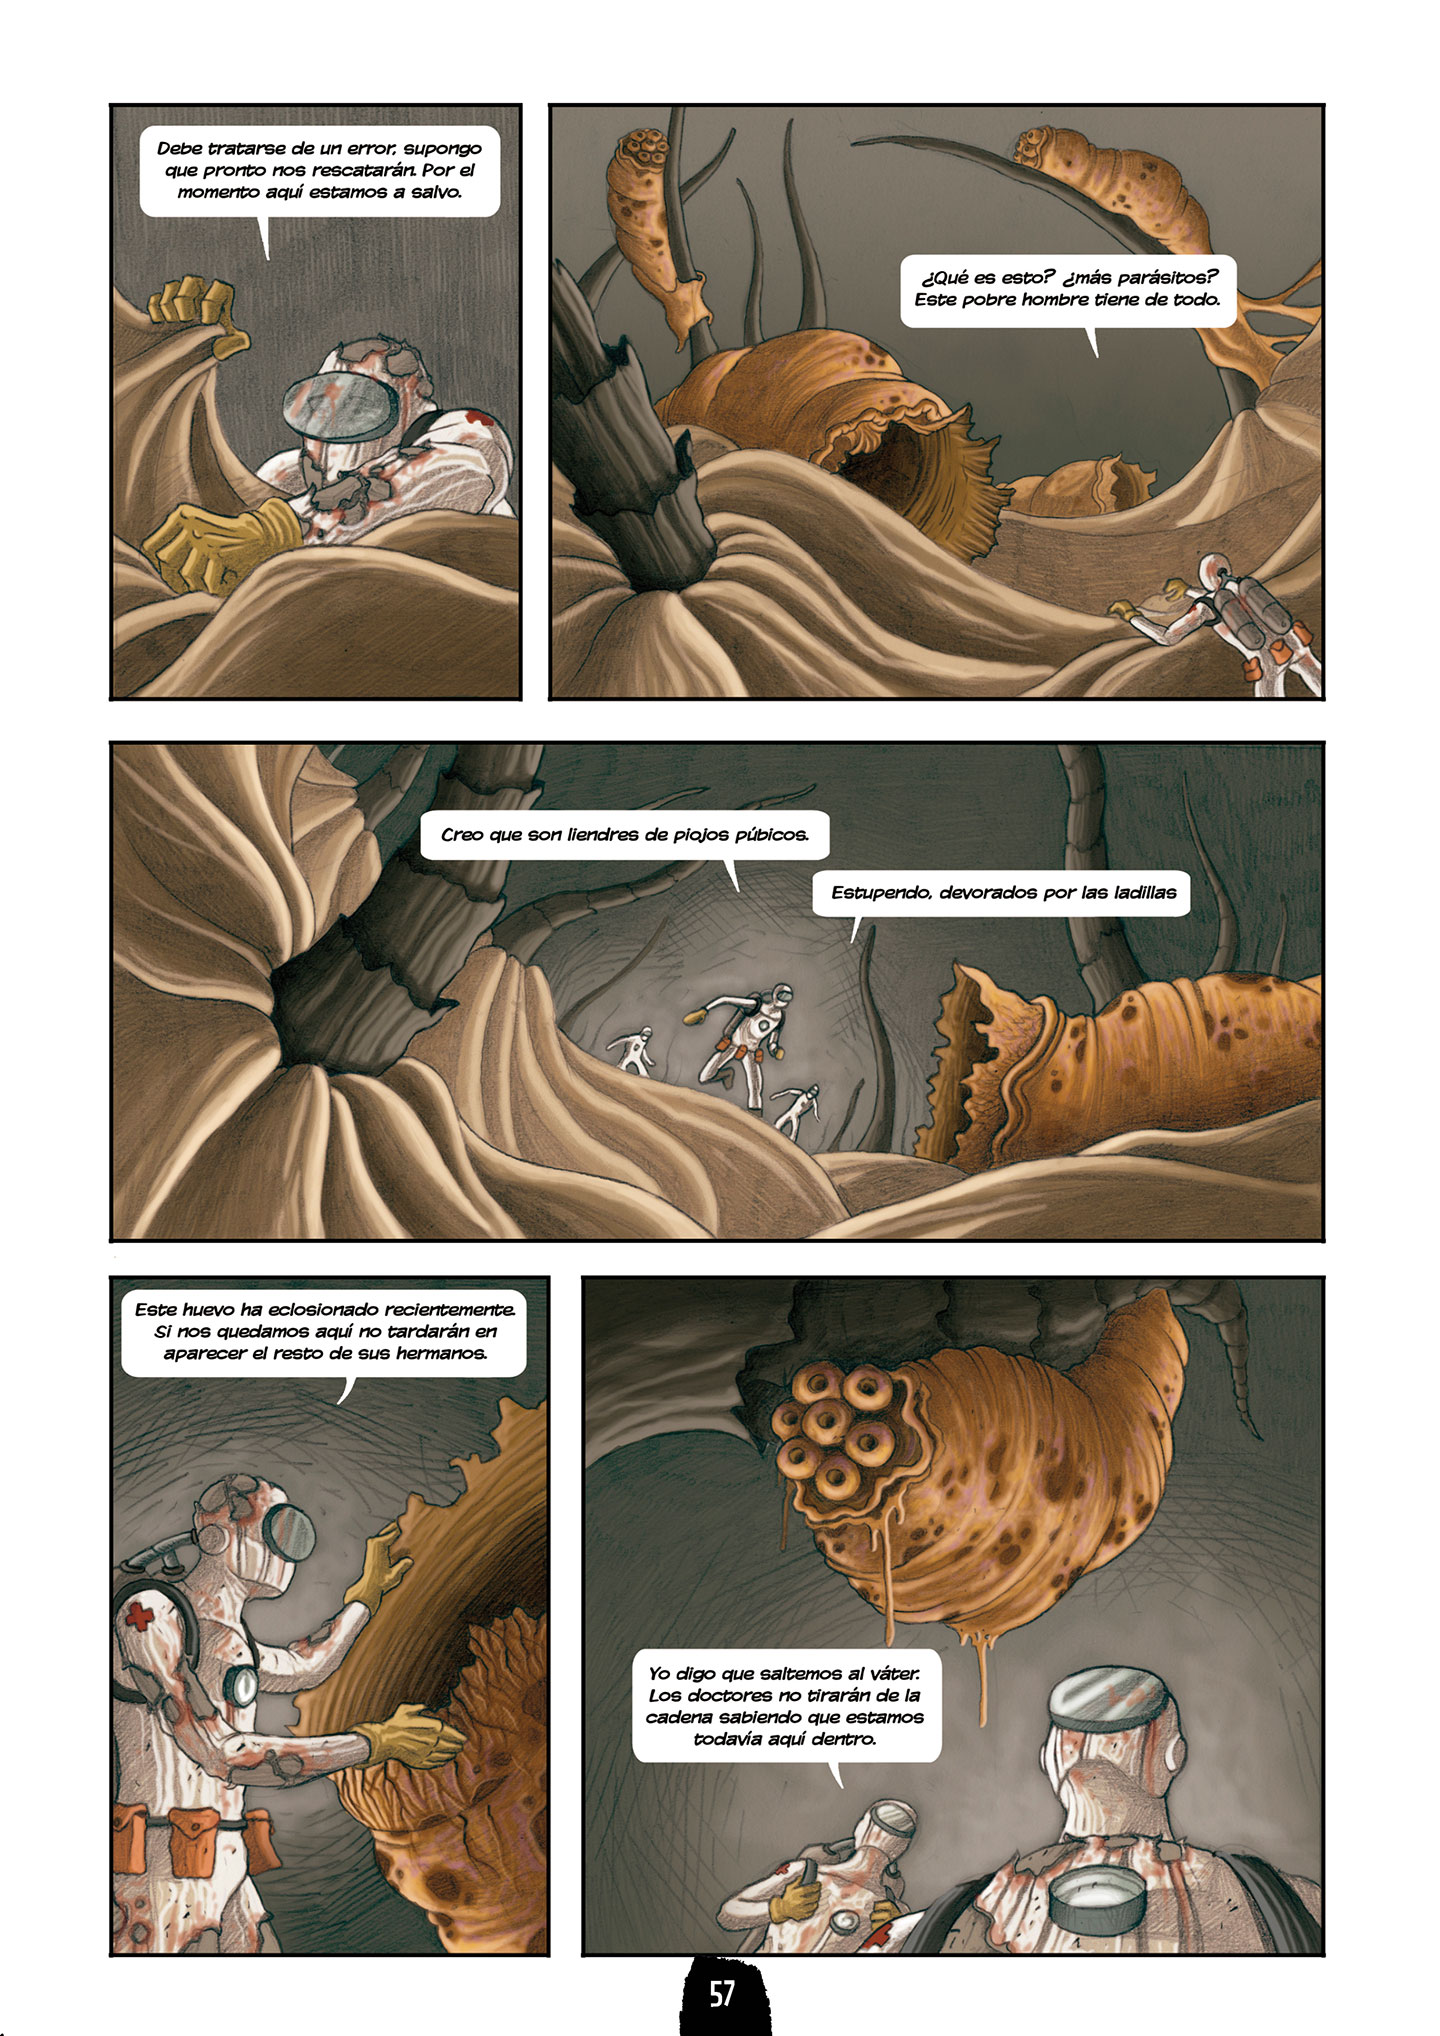 Debe tratarse de un error, supongo
que pronto nos rescatarán. Por el
momento aquí estamos a salvo.
¿Qué es esto? ¿más parásitos?
Este pobre hombre tiene de todo.
Creo que son liendres de piojos púbicos.
Estupendo, devorados por las ladillas
Este huevo ha eclosionado recientemente.
Si nos quedamos aquí no tardarán en
aparecer el resto de sus hermanos.
Yo digo que saltemos al váter.
Los doctores no tirarán de la
cadena sabiendo que estamos
todavía aquí dentro.
57